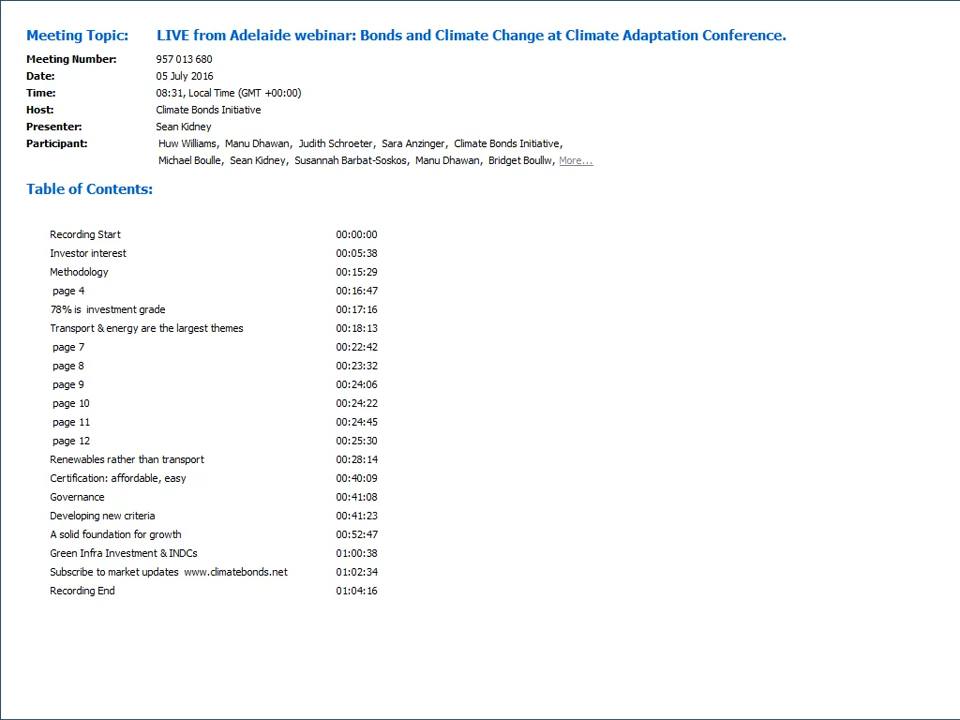 Meeting Topic: LIVE from Adelaide webinar: Bonds and Climate Change at Climate Adaptation Conference.
Meeting Number: 957 013 680
Date: 05 July 2016
Time: 08:31, Local Time (GMT +00:00)
Host: Climate Bonds Initiative
Presenter: Sean Kidney
Participant: Huw Williams, Manu Dhawan, Judith Schroeter, Sara Anzinger, Climate Bonds Initiative,
Michael Boulle, Sean Kidney, Susannah Barbat-Soskos, Manu Dhawan, Bridget Boullw, More...
Table of Contents:
Recording Start 00:00:00
Investor interest 00:05:38
Methodology 00:15:29
page 4 00:16:47
78% is investment grade 00:17:16
Transport & energy are the largest themes 00:18:13
page 7 00:22:42
page 8 00:23:32
page 9 00:24:06
page 10 00:24:22
page 11 00:24:45
page 12 00:25:30
Renewables rather than transport 00:28:14
Certification: affordable, easy 00:40:09
Governance 00:41:08
Developing new criteria 00:41:23
A solid foundation for growth 00:52:47
Green Infra Investment & INDCs 01:00:38
Subscribe to market updates www.climatebonds.net 01:02:34
Recording End 01:04:16